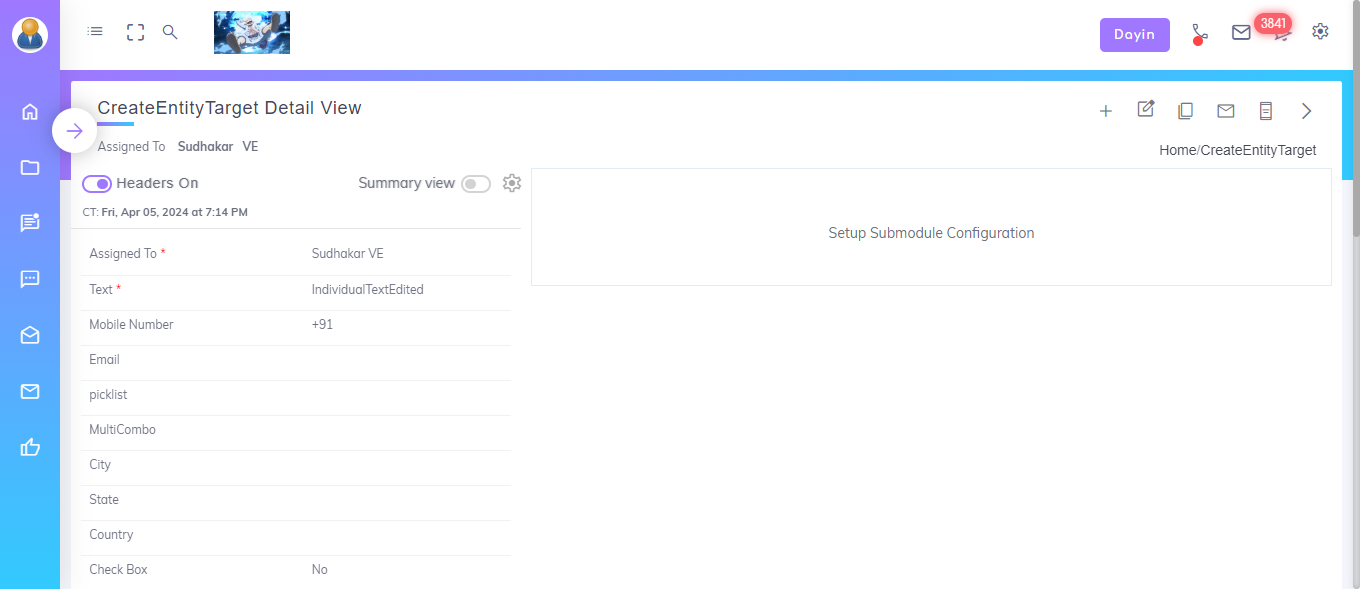 Dayin
3841
CreateEntityTarget Detail View
Assigned To Sudhakar VE
Home/CreateEntityTarget
Headers On
Summary view
CT: Fri, Apr 05, 2024 at 7:14 PM
Setup Submodule Configuration
Assigned To * Sudhakar VE
Text * IndividualTextEdited
Mobile Number +91
Email
picklist
MultiCombo
City
State
Country
Check Box No